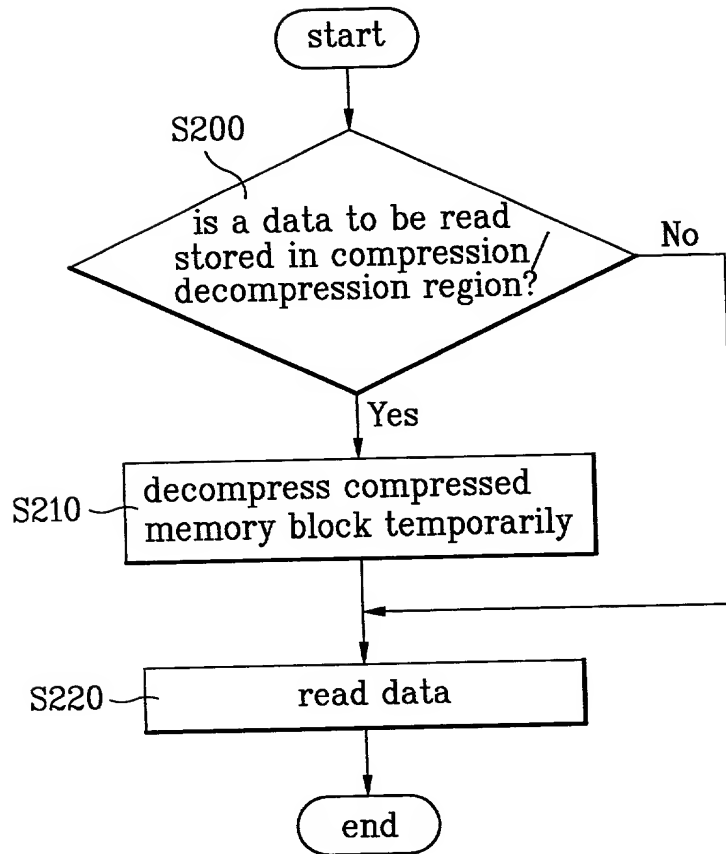 start
S200
is a data to be read
stored in compression/
decompression region?
No
Yes
S210
decompress compressed
memory block temporarily
S220
read data
end